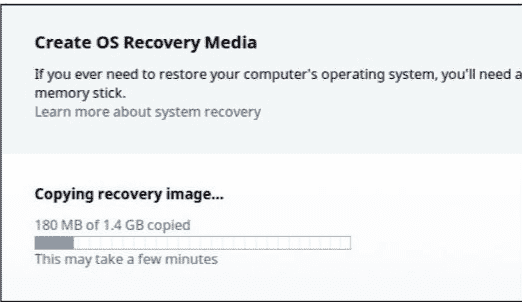 Create OS Recovery Media
If you ever need to restore your computer's operating system, you'll need a
memory stick.
Learn more about system recovery
Copying recovery image...
180 MB of 1.4 GB copied
This may take a few minutes